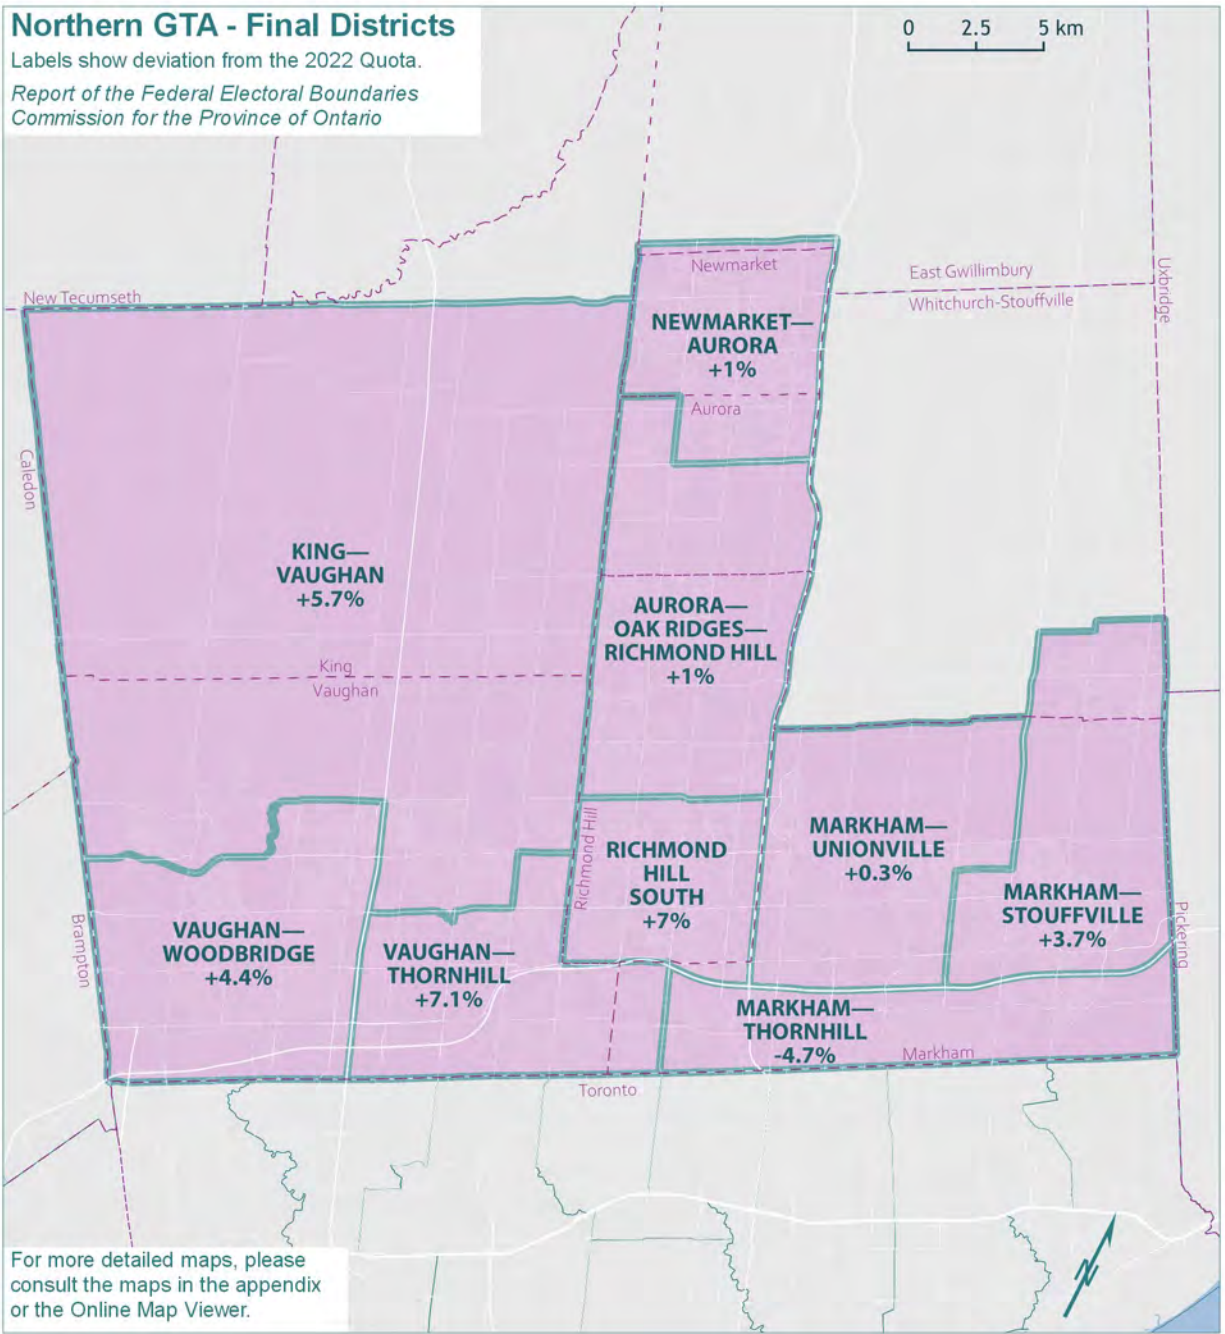 Northern GTA - Final Districts
Labels show deviation from the 2022 Quota.
Report of the Federal Electoral Boundaries
Commission for the Province of Ontario
0 2.5 5 km
New Tecumseth
Newmarket
East Gwillimbury
Whitchurch-Stouffville
Uxbridge
NEWMARKET—
AURORA
+1%
Aurora
Caledon
KING—
VAUGHAN
+5.7%
AURORA—
OAK RIDGES—
RICHMOND HILL
+1%
King
Vaughan
Richmond Hill
RICHMOND
HILL
SOUTH
+7%
MARKHAM—
UNIONVILLE
+0.3%
MARKHAM—
STOUFFVILLE
+3.7%
Pickering
Brampton
VAUGHAN—
WOODBRIDGE
+4.4%
VAUGHAN—
THORNHILL
+7.1%
MARKHAM—
THORNHILL
-4.7%
Markham
Toronto
For more detailed maps, please
consult the maps in the appendix
or the Online Map Viewer.
N